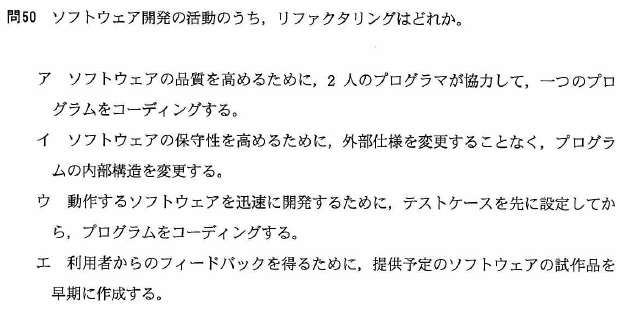 問50 ソフトウェア開発の活動のうち，リファクタリングはどれか。
ア ソフトウェアの品質を高めるために，2 人のプログラマが協力して，一つのプロ
グラムをコーディングする。
イ ソフトウェアの保守性を高めるために，外部仕様を変更することなく，プログラ
ムの内部構造を変更する。
ウ 動作するソフトウェアを迅速に開発するために，テストケースを先に設定してか
ら，プログラムをコーディングする。
エ 利用者からのフィードバックを得るために，提供予定のソフトウェアの試作品を
早期に作成する。